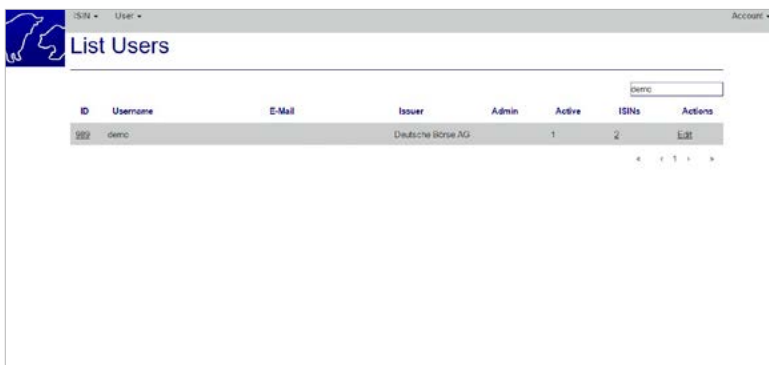 ISIN User Account
List Users
demo
ID Username E-Mail Issuer Admin Active ISINs Actions
989 demo Deutsche Börse AG 1 2 Edit
« ‹ 1 › »